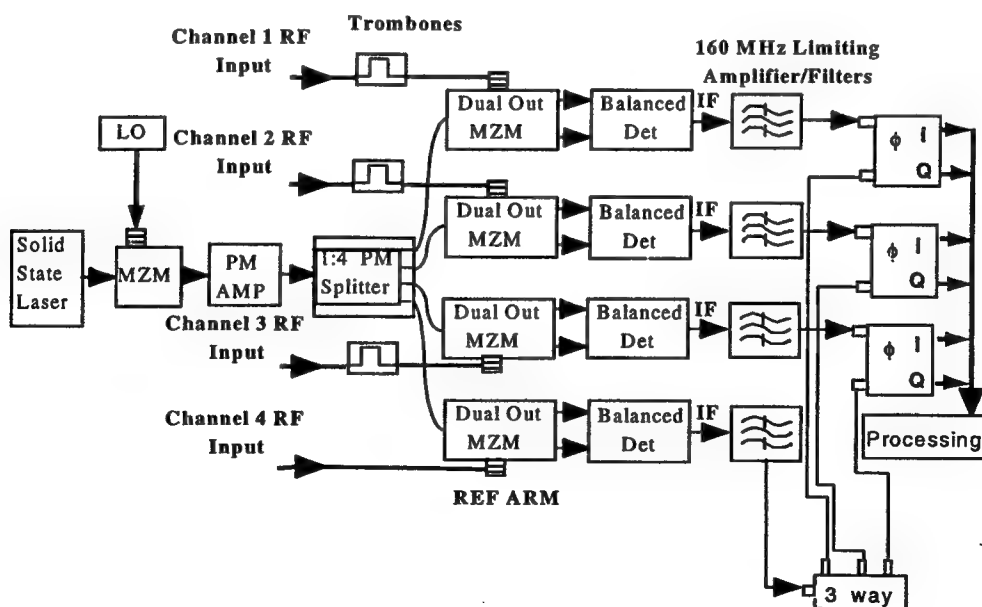 Trombones
Channel 1 RF
Input
160 MHz Limiting
Amplifier/Filters
Dual Out
MZM
Balanced
Det
IF
ϕ I
Q
LO
Channel 2 RF
Input
Dual Out
MZM
Balanced
Det
IF
ϕ I
Q
Solid
State
Laser
MZM
PM
AMP
1:4 PM
Splitter
Channel 3 RF
Input
Dual Out
MZM
Balanced
Det
IF
ϕ I
Q
Channel 4 RF
Input
Dual Out
MZM
Balanced
Det
IF
Processing
REF ARM
3 way